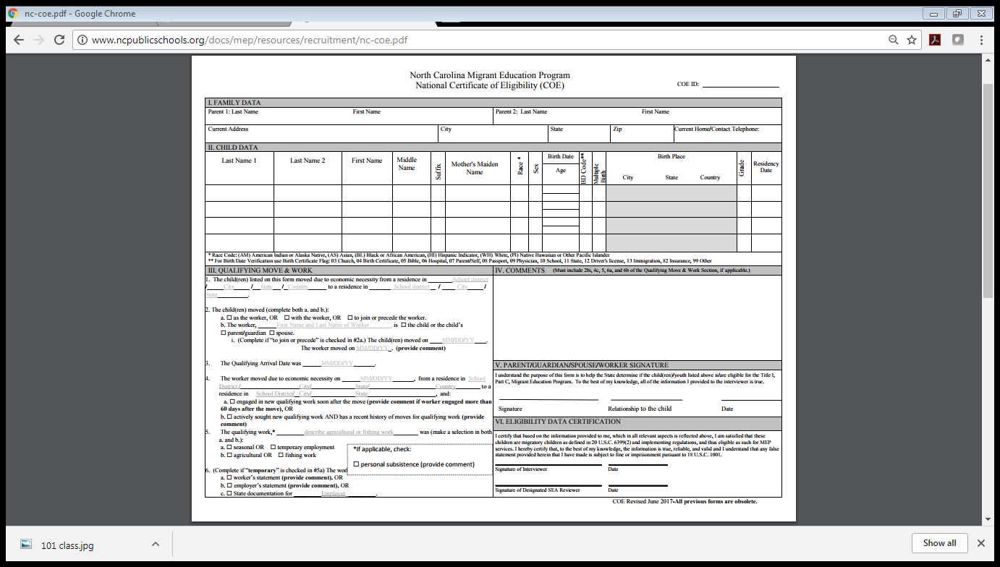 nc-coe.pdf - Google Chrome
www.ncpublicschools.org/docs/mep/resources/recruitment/nc-coe.pdf
North Carolina Migrant Education Program
National Certificate of Eligibility (COE)
COE ID:
I. FAMILY DATA
Parent 1: Last Name First Name Parent 2: Last Name First Name
Current Address City State Zip Current Home/Contact Telephone:
II. CHILD DATA
Last Name 1 Last Name 2 First Name Middle Name Suffix Mother's Maiden Name Race * Sex Birth Date Age BD Code** Multiple Birth Birth Place City State Country Grade Residency Date
* Race Code: (AM) American Indian or Alaska Native, (AS) Asian, (BL) Black or African American, (HI) Hispanic Indicator, (WH) White, (PI) Native Hawaiian or Other Pacific Islander
** For Birth Date Verification use Birth Certificate Flag: 03 Church, 04 Birth Certificate, 05 Bible, 06 Hospital, 07 Parent/Self, 08 Passport, 09 Physician, 10 School, 11 State, 12 Driver's license, 13 Immigration, 82 Insurance, 99 Other
III. QUALIFYING MOVE & WORK
1. The child(ren) listed on this form moved due to economic necessity from a residence in ________School district
/_____City_____ /__State__ /_Country______ to a residence in _______ School district__ / ____ City_____ /
State__________.
2. The child(ren) moved (complete both a. and b.):
a. ☐ as the worker, OR ☐ with the worker, OR ☐ to join or precede the worker.
b. The worker, ______First Name and Last Name of Worker_______, is ☐ the child or the child's
☐ parent/guardian ☐ spouse.
i. (Complete if "to join or precede" is checked in #2a.) The child(ren) moved on ____MM/DD/YY____.
The worker moved on MM/DD/YY_. (provide comment)
3. The Qualifying Arrival Date was ______MM/DD/YY_______.
4. The worker moved due to economic necessity on ______MM/DD/YY_______, from a residence in School
District /____________________City/______________State/_____________________Country________ to a
residence in School District/_City/____________State_____________________, and:
a. ☐ engaged in new qualifying work soon after the move (provide comment if worker engaged more than
60 days after the move), OR
b. ☐ actively sought new qualifying work AND has a recent history of moves for qualifying work (provide
comment)
5. The qualifying work,* _________describe agricultural or fishing work________ was (make a selection in both
a. and b.):
a. ☐ seasonal OR ☐ temporary employment
b. ☐ agricultural OR ☐ fishing work
*If applicable, check:
☐ personal subsistence (provide comment)
6. (Complete if "temporary" is checked in #5a) The
a. ☐ worker's statement (provide comment), OR
b. ☐ employer's statement (provide comment), OR
c. ☐ State documentation for _________Employer_________.
IV. COMMENTS (Must include 2bi, 4c, 5, 6a, and 6b of the Qualifying Move & Work Section, if applicable.)
V. PARENT/GUARDIAN/SPOUSE/WORKER SIGNATURE
I understand the purpose of this form is to help the State determine if the child(ren)/youth listed above is/are eligible for the Title I,
Part C, Migrant Education Program. To the best of my knowledge, all of the information I provided to the interviewer is true.
Signature Relationship to the child Date
VI. ELIGIBILITY DATA CERTIFICATION
I certify that based on the information provided to me, which in all relevant aspects is reflected above, I am satisfied that these
children are migratory children as defined in 20 U.S.C. 6399(2) and implementing regulations, and thus eligible as such for MEP
services. I hereby certify that, to the best of my knowledge, the information is true, reliable, and valid and I understand that any false
statement provided herein that I have made is subject to fine or imprisonment pursuant to 18 U.S.C. 1001.
Signature of Interviewer Date
Signature of Designated SEA Reviewer Date
COE Revised June 2017-All previous forms are obsolete.
101 class.jpg
Show all